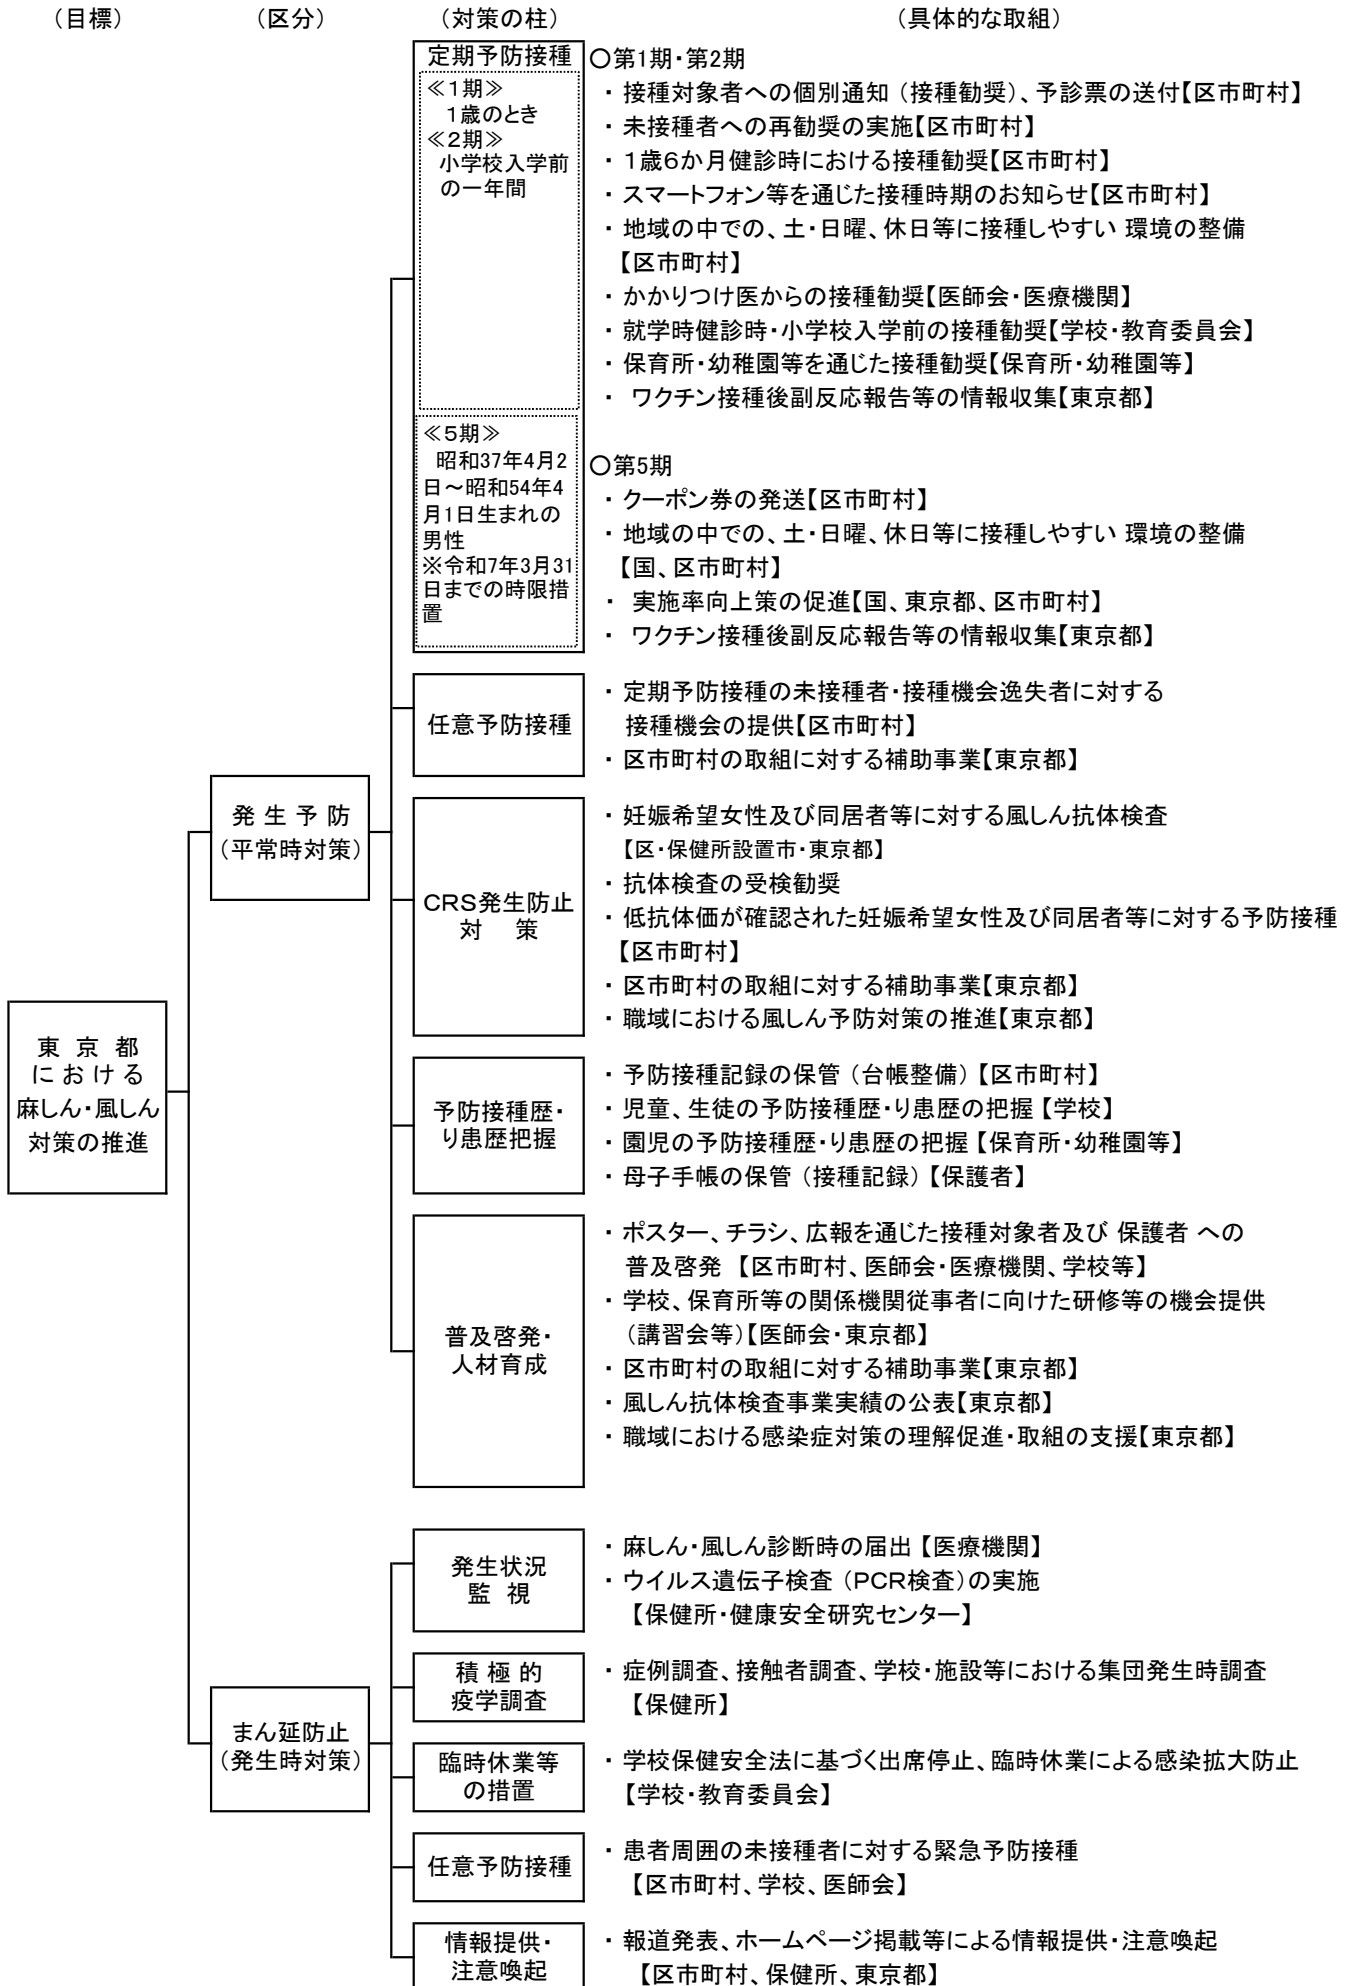 （目標） （区分） （対策の柱） （具体的な取組）
定期予防接種
≪１期≫
１歳のとき
≪２期≫
小学校入学前
の一年間
≪５期≫
昭和37年4月2
日～昭和54年4
月1日生まれの
男性
※令和7年3月31
日までの時限措
置
〇第1期・第2期
・ 接種対象者への個別通知（接種勧奨）、予診票の送付【区市町村】
・ 未接種者への再勧奨の実施【区市町村】
・ １歳６か月健診時における接種勧奨【区市町村】
・ スマートフォン等を通じた接種時期のお知らせ【区市町村】
・ 地域の中での、土・日曜、休日等に接種しやすい 環境の整備
【区市町村】
・ かかりつけ医からの接種勧奨【医師会・医療機関】
・ 就学時健診時・小学校入学前の接種勧奨【学校・教育委員会】
・ 保育所・幼稚園等を通じた接種勧奨【保育所・幼稚園等】
・ ワクチン接種後副反応報告等の情報収集【東京都】
〇第5期
・ クーポン券の発送【区市町村】
・ 地域の中での、土・日曜、休日等に接種しやすい 環境の整備
【国、区市町村】
・ 実施率向上策の促進【国、東京都、区市町村】
・ ワクチン接種後副反応報告等の情報収集【東京都】
任意予防接種
・ 定期予防接種の未接種者・接種機会逸失者に対する
接種機会の提供【区市町村】
・ 区市町村の取組に対する補助事業【東京都】
発 生 予 防
（平常時対策）
CRS発生防止
対 策
・ 妊娠希望女性及び同居者等に対する風しん抗体検査
【区・保健所設置市・東京都】
・ 抗体検査の受検勧奨
・ 低抗体価が確認された妊娠希望女性及び同居者等に対する予防接種
【区市町村】
・ 区市町村の取組に対する補助事業【東京都】
・ 職域における風しん予防対策の推進【東京都】
東 京 都
に お け る
麻しん・風しん
対策の推進
予防接種歴・
り患歴把握
・ 予防接種記録の保管（台帳整備）【区市町村】
・ 児童、生徒の予防接種歴・り患歴の把握【学校】
・ 園児の予防接種歴・り患歴の把握【保育所・幼稚園等】
・ 母子手帳の保管（接種記録）【保護者】
普及啓発・
人材育成
・ ポスター、チラシ、広報を通じた接種対象者及び 保護者 への
普及啓発 【区市町村、医師会・医療機関、学校等】
・ 学校、保育所等の関係機関従事者に向けた研修等の機会提供
（講習会等）【医師会・東京都】
・ 区市町村の取組に対する補助事業【東京都】
・ 風しん抗体検査事業実績の公表【東京都】
・ 職域における感染症対策の理解促進・取組の支援【東京都】
発生状況
監 視
・ 麻しん・風しん診断時の届出【医療機関】
・ ウイルス遺伝子検査（PCR検査）の実施
【保健所・健康安全研究センター】
積 極 的
疫学調査
・ 症例調査、接触者調査、学校・施設等における集団発生時調査
【保健所】
まん延防止
（発生時対策）
臨時休業等
の措置
・ 学校保健安全法に基づく出席停止、臨時休業による感染拡大防止
【学校・教育委員会】
任意予防接種
・ 患者周囲の未接種者に対する緊急予防接種
【区市町村、学校、医師会】
情報提供・
注意喚起
・ 報道発表、ホームページ掲載等による情報提供・注意喚起
【区市町村、保健所、東京都】